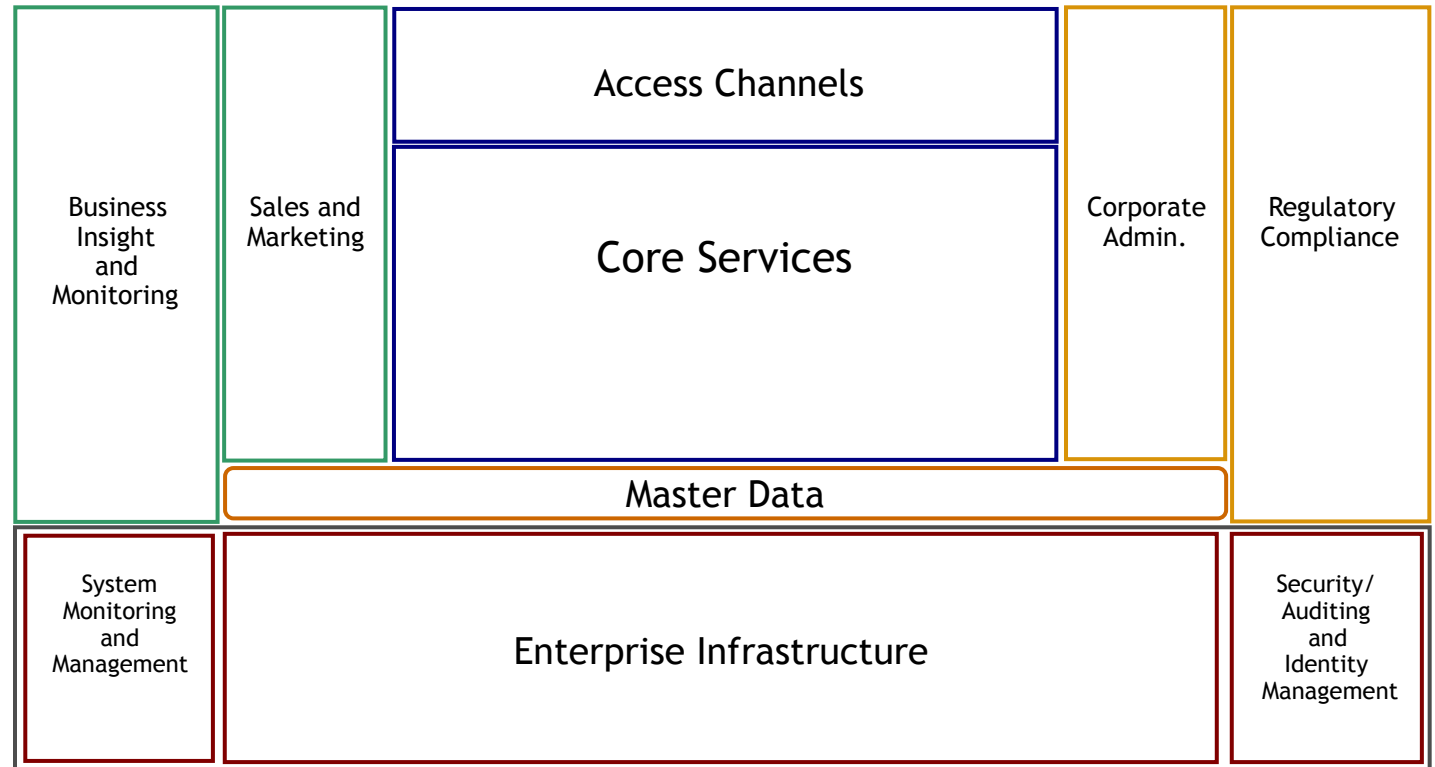 Access Channels
Business
Insight
and
Monitoring
Sales and
Marketing
Core Services
Corporate
Admin.
Regulatory
Compliance
Master Data
System
Monitoring
and
Management
Enterprise Infrastructure
Security/
Auditing
and
Identity
Management